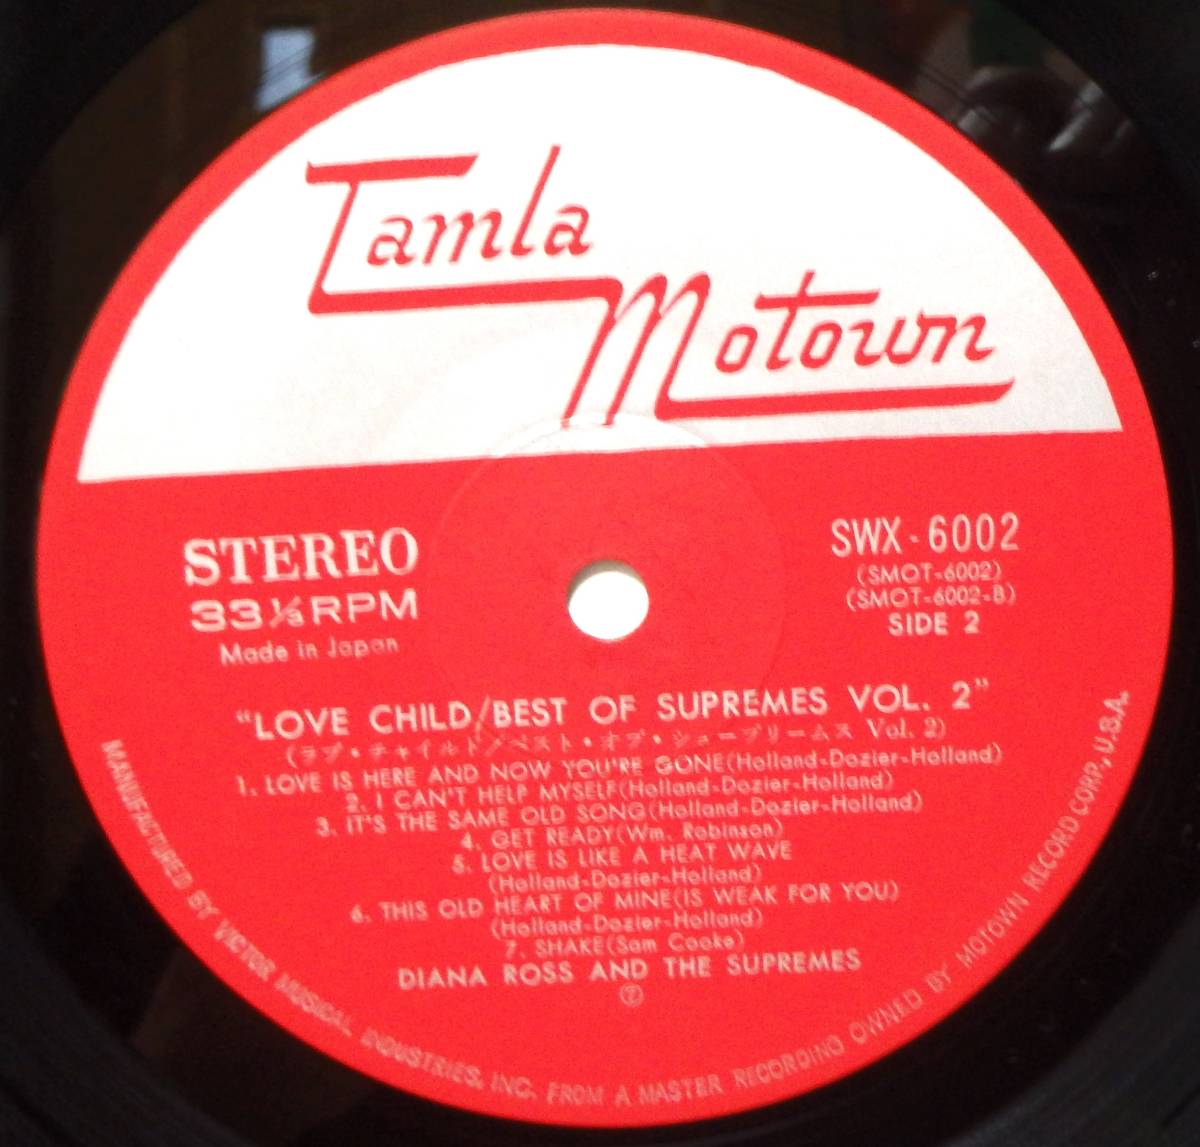 Tamla
Motown
STEREO
33⅓RPM
Made in Japan
SWX-6002
(SMOT-6002)
(SMOT-6002-B)
SIDE 2
"LOVE CHILD/BEST OF SUPREMES VOL. 2"
(ラブ・チャイルド/ベスト・オブ・シュープリームス Vol. 2)
1. LOVE IS HERE AND NOW YOU'RE GONE(Holland-Dozier-Holland)
2. I CAN'T HELP MYSELF(Holland-Dozier-Holland)
3. IT'S THE SAME OLD SONG(Holland-Dozier-Holland)
4. GET READY(Wm. Robinson)
5. LOVE IS LIKE A HEAT WAVE
(Holland-Dozier-Holland)
6. THIS OLD HEART OF MINE(IS WEAK FOR YOU)
(Holland-Dozier-Holland)
7. SHAKE(Sam Cooke)
DIANA ROSS AND THE SUPREMES
MANUFACTURED BY VICTOR MUSICAL INDUSTRIES, INC. FROM A MASTER RECORDING OWNED BY MOTOWN RECORD CORP., U.S.A.